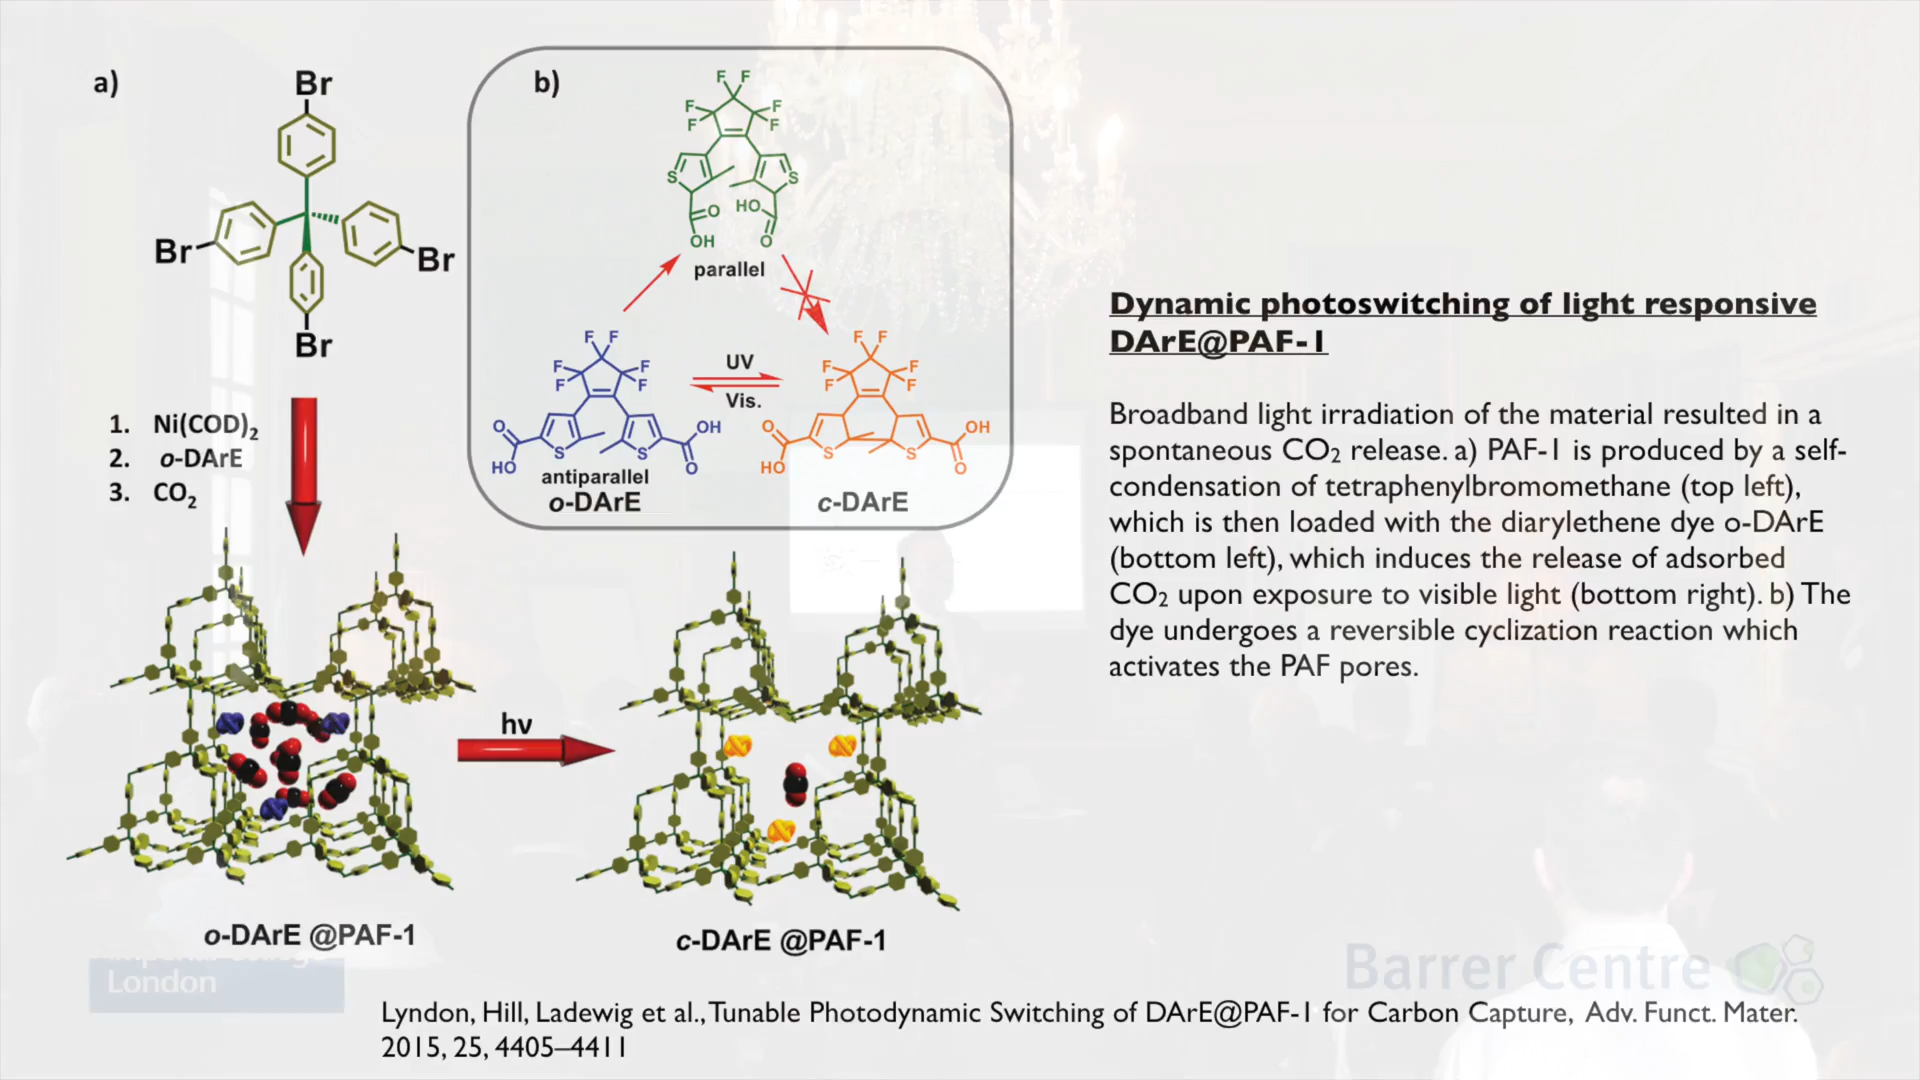 a)
Br
Br
Br
Br
1. Ni(COD)2
2. o-DArE
3. CO2
b)
F F
F F
F F
S S
O HO
OH O
parallel
F F
F F
F F
O OH
HO S S O
antiparallel
o-DArE
UV
Vis.
F F
F F
F F
O OH
HO S S O
c-DArE
hν
o-DArE @PAF-1
c-DArE @PAF-1
Dynamic photoswitching of light responsive
DArE@PAF-1
Broadband light irradiation of the material resulted in a
spontaneous CO2 release. a) PAF-1 is produced by a self-
condensation of tetraphenylbromomethane (top left),
which is then loaded with the diarylethene dye o-DArE
(bottom left), which induces the release of adsorbed
CO2 upon exposure to visible light (bottom right). b) The
dye undergoes a reversible cyclization reaction which
activates the PAF pores.
London
Barrer Centre
Lyndon, Hill, Ladewig et al., Tunable Photodynamic Switching of DArE@PAF-1 for Carbon Capture, Adv. Funct. Mater.
2015, 25, 4405–4411